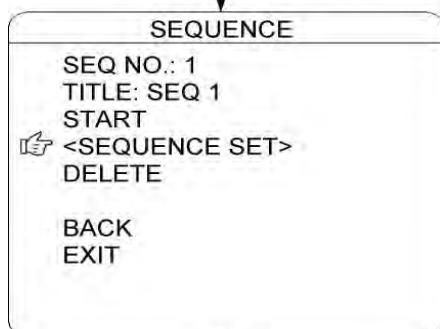 SEQUENCE
SEQ NO.: 1
TITLE: SEQ 1
START
<SEQUENCE SET>
DELETE
BACK
EXIT